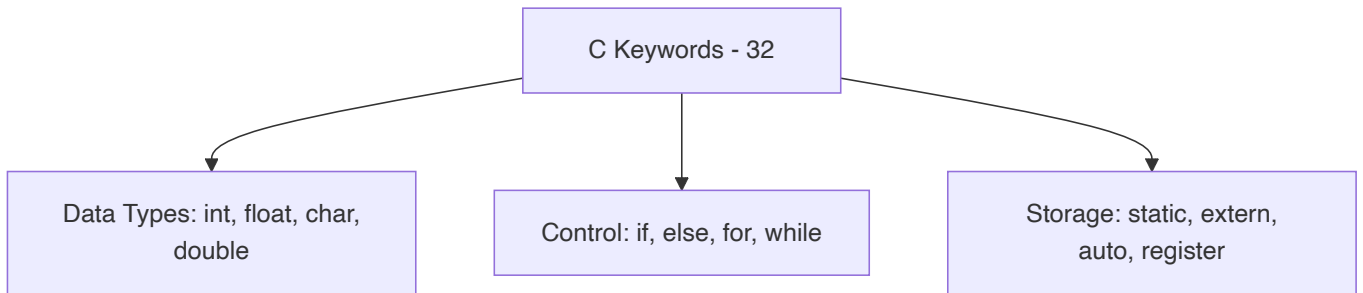 C Keywords - 32
Data Types: int, float, char,
double
Control: if, else, for, while
Storage: static, extern,
auto, register